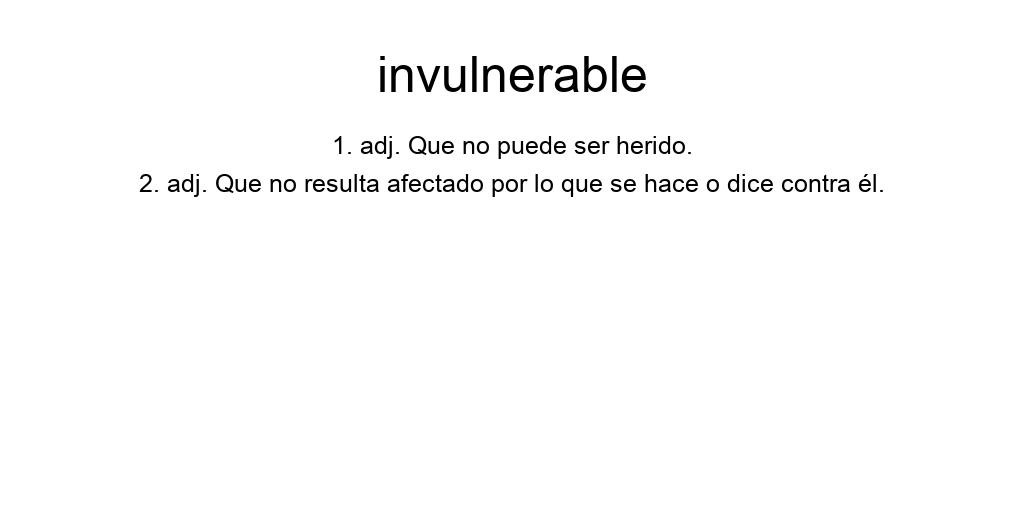 invulnerable
1. adj. Que no puede ser herido.
2. adj. Que no resulta afectado por lo que se hace o dice contra él.